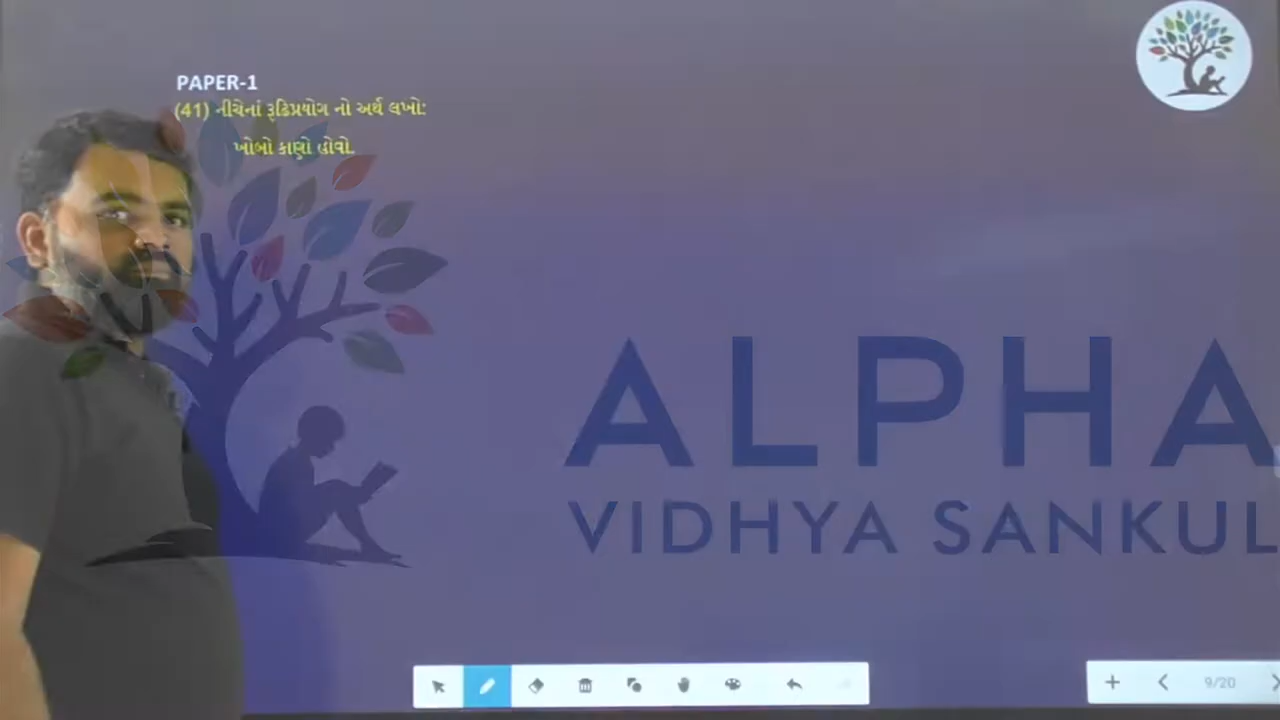 PAPER-1
(41) નીચેનાં રૂઢિપ્રયોગ નો અર્થ લખો:
ખોબો કાણો હોવો.
ALPHA
VIDHYA SANKUL
9/20